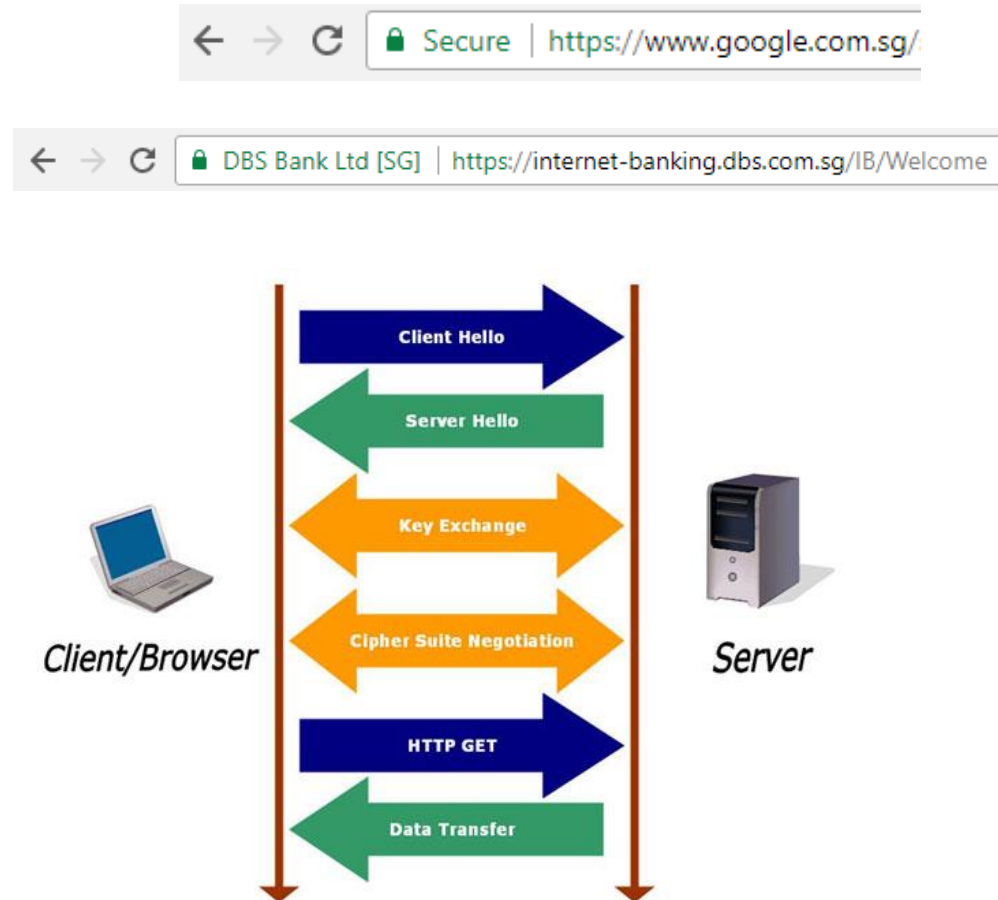 Secure | https://www.google.com.sg/
DBS Bank Ltd [SG] | https://internet-banking.dbs.com.sg/IB/Welcome
Client Hello
Server Hello
Key Exchange
Cipher Suite Negotiation
Client/Browser
Server
HTTP GET
Data Transfer